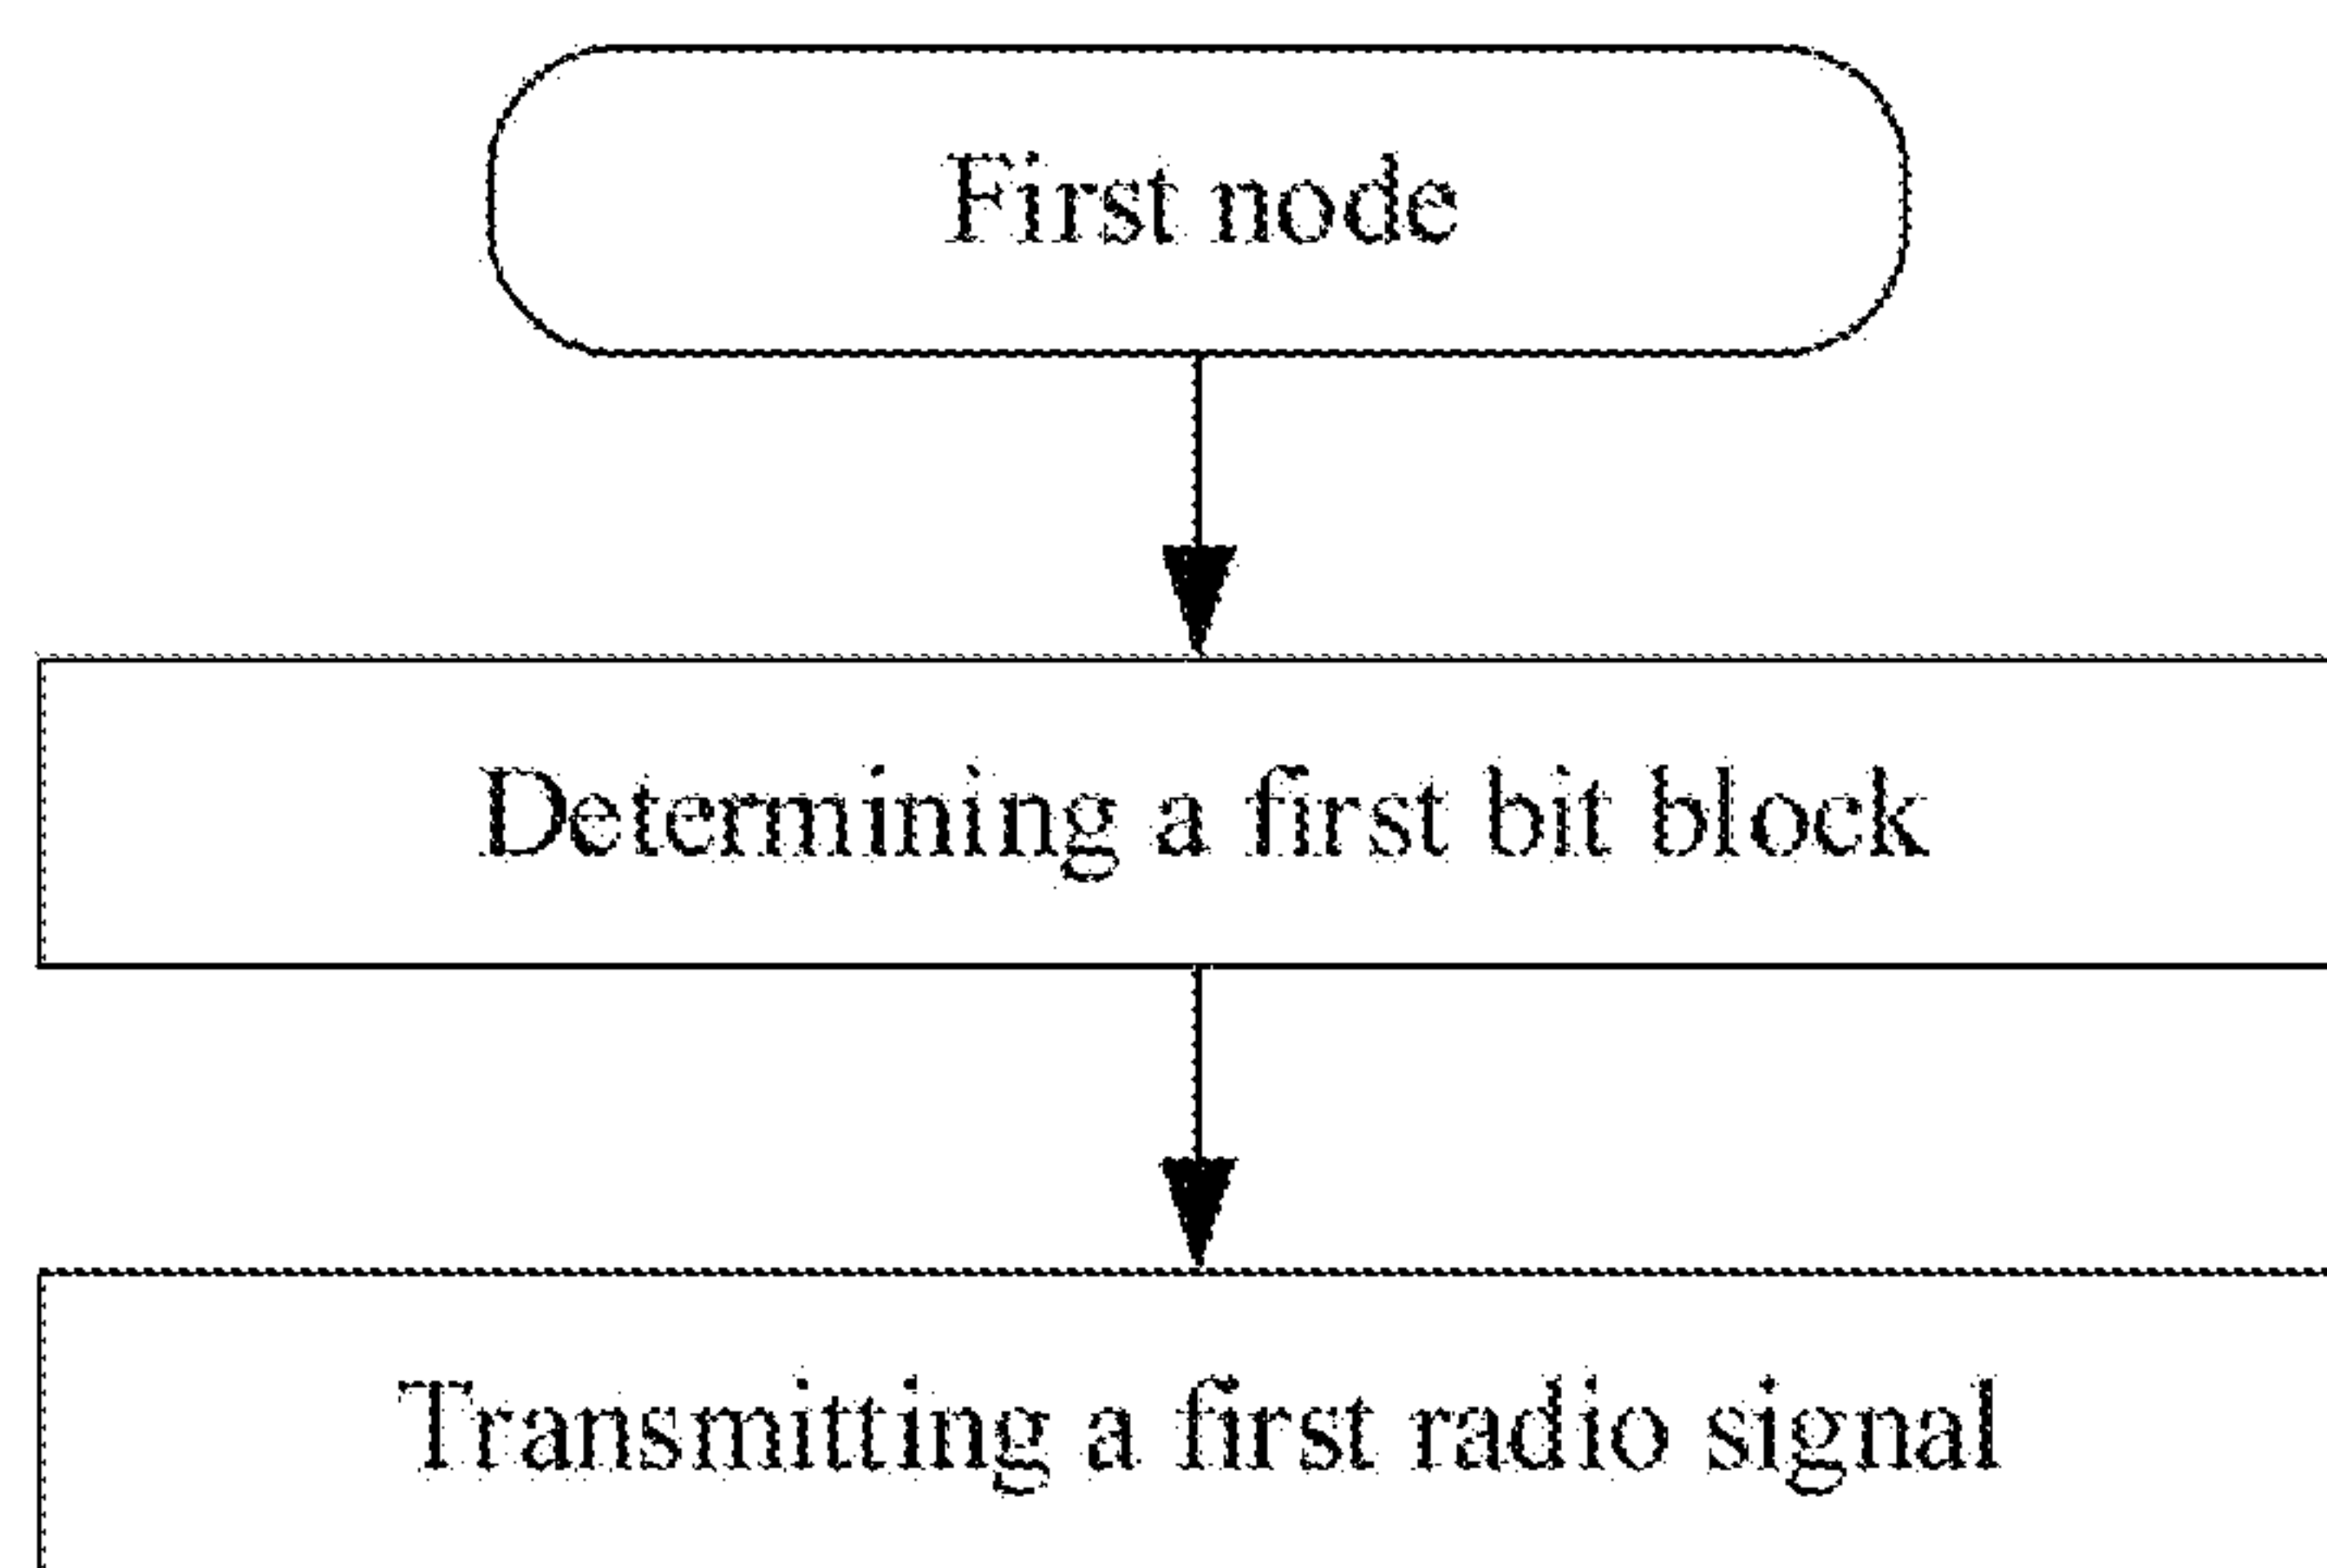 First node
Determining a first bit block
Transmitting a first radio signal